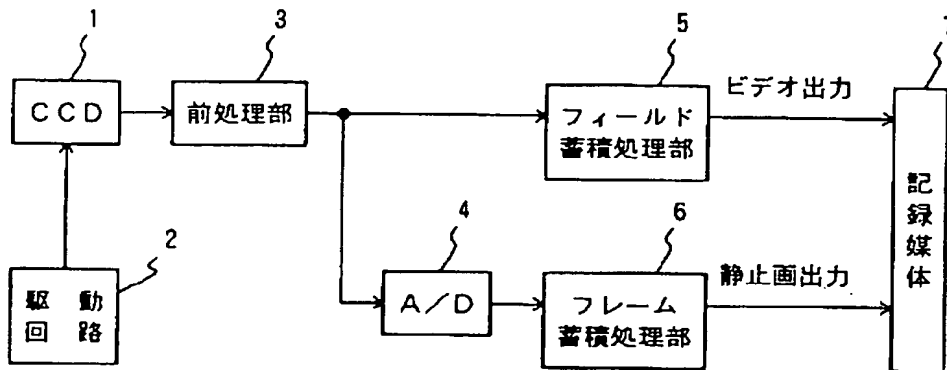 1
CCD
3
前処理部
5
フィールド
蓄積処理部
ビデオ出力
記録媒体
2
駆動
回路
4
A/D
6
フレーム
蓄積処理部
静止画出力